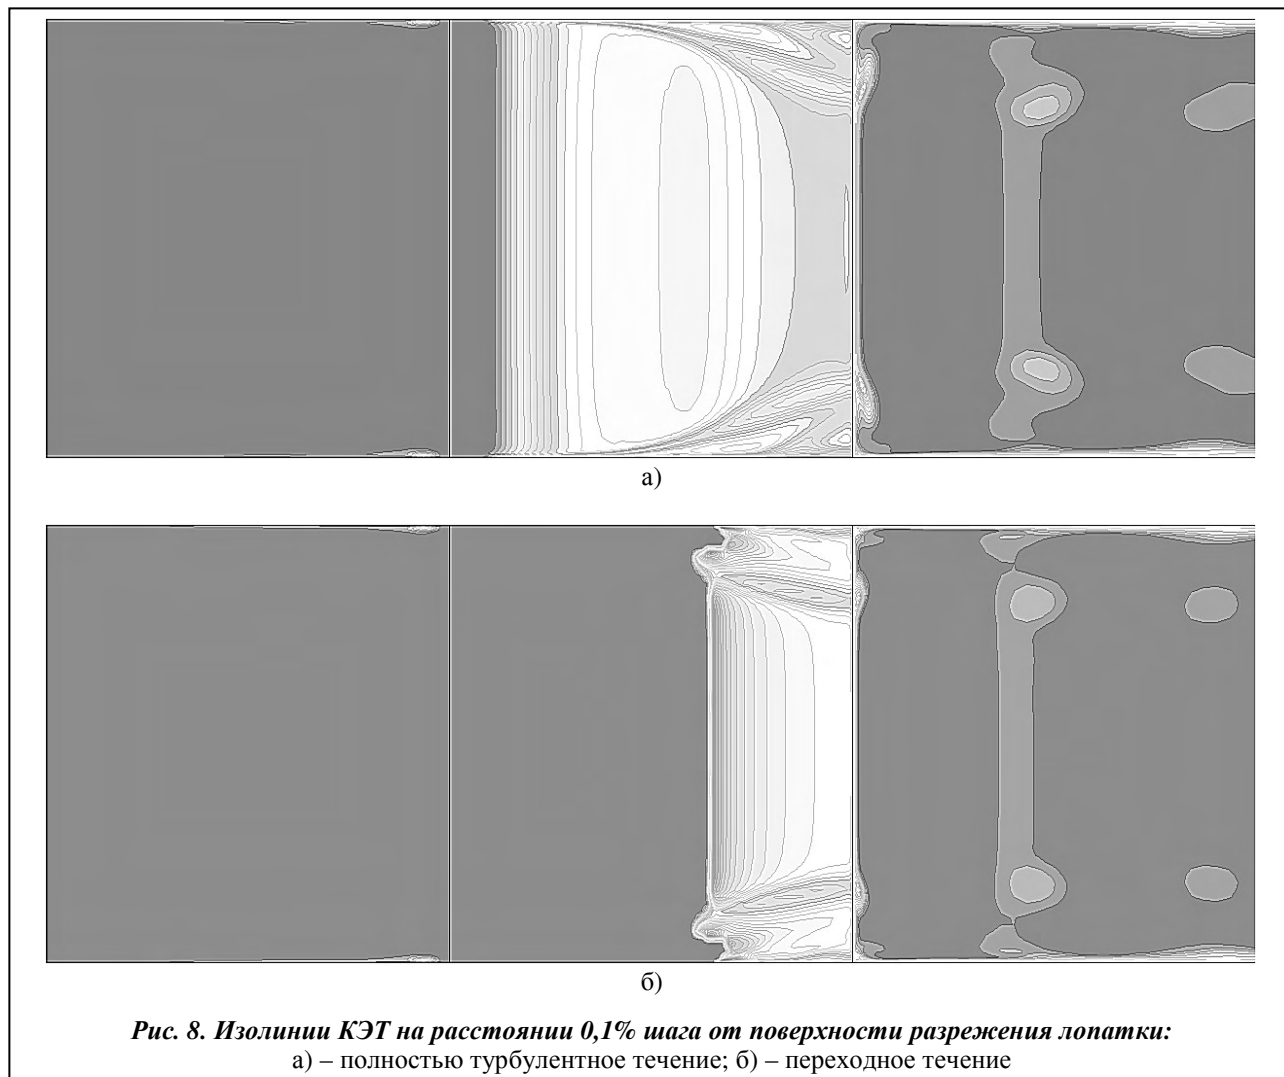 а)
б)
Рис. 8. Изолинии КЭТ на расстоянии 0,1% шага от поверхности разрежения лопатки:
а) – полностью турбулентное течение; б) – переходное течение